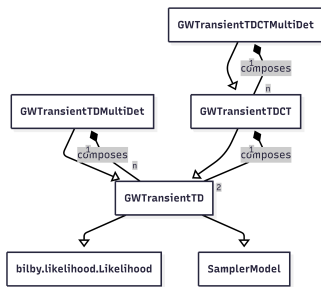 GWTransientTDCTMultiDet
1
composes
n
GWTransientTDMultiDet
GWTransientTDCT
1
composes
n
1
composes
2
GWTransientTD
bilby.likelihood.Likelihood
SamplerModel